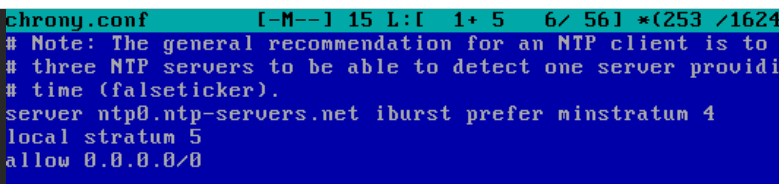 chrony.conf [-M--] 15 L:[ 1+ 5 6/ 56] *(253 /1624
# Note: The general recommendation for an NTP client is to
# three NTP servers to be able to detect one server providi
# time (falseticker).
server ntp0.ntp-servers.net iburst prefer minstratum 4
local stratum 5
allow 0.0.0.0/0